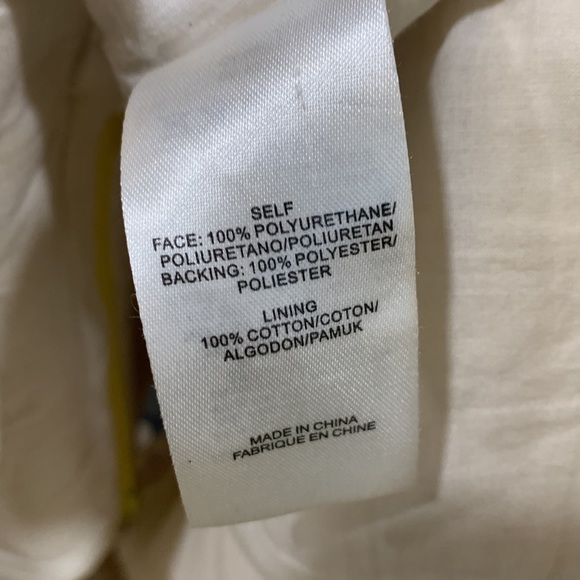 SELF
FACE: 100% POLYURETHANE/
POLIURETANO/POLIURETAN
BACKING: 100% POLYESTER/
POLIESTER
LINING
100% COTTON/COTON/
ALGODON/PAMUK
MADE IN CHINA
FABRIQUE EN CHINE